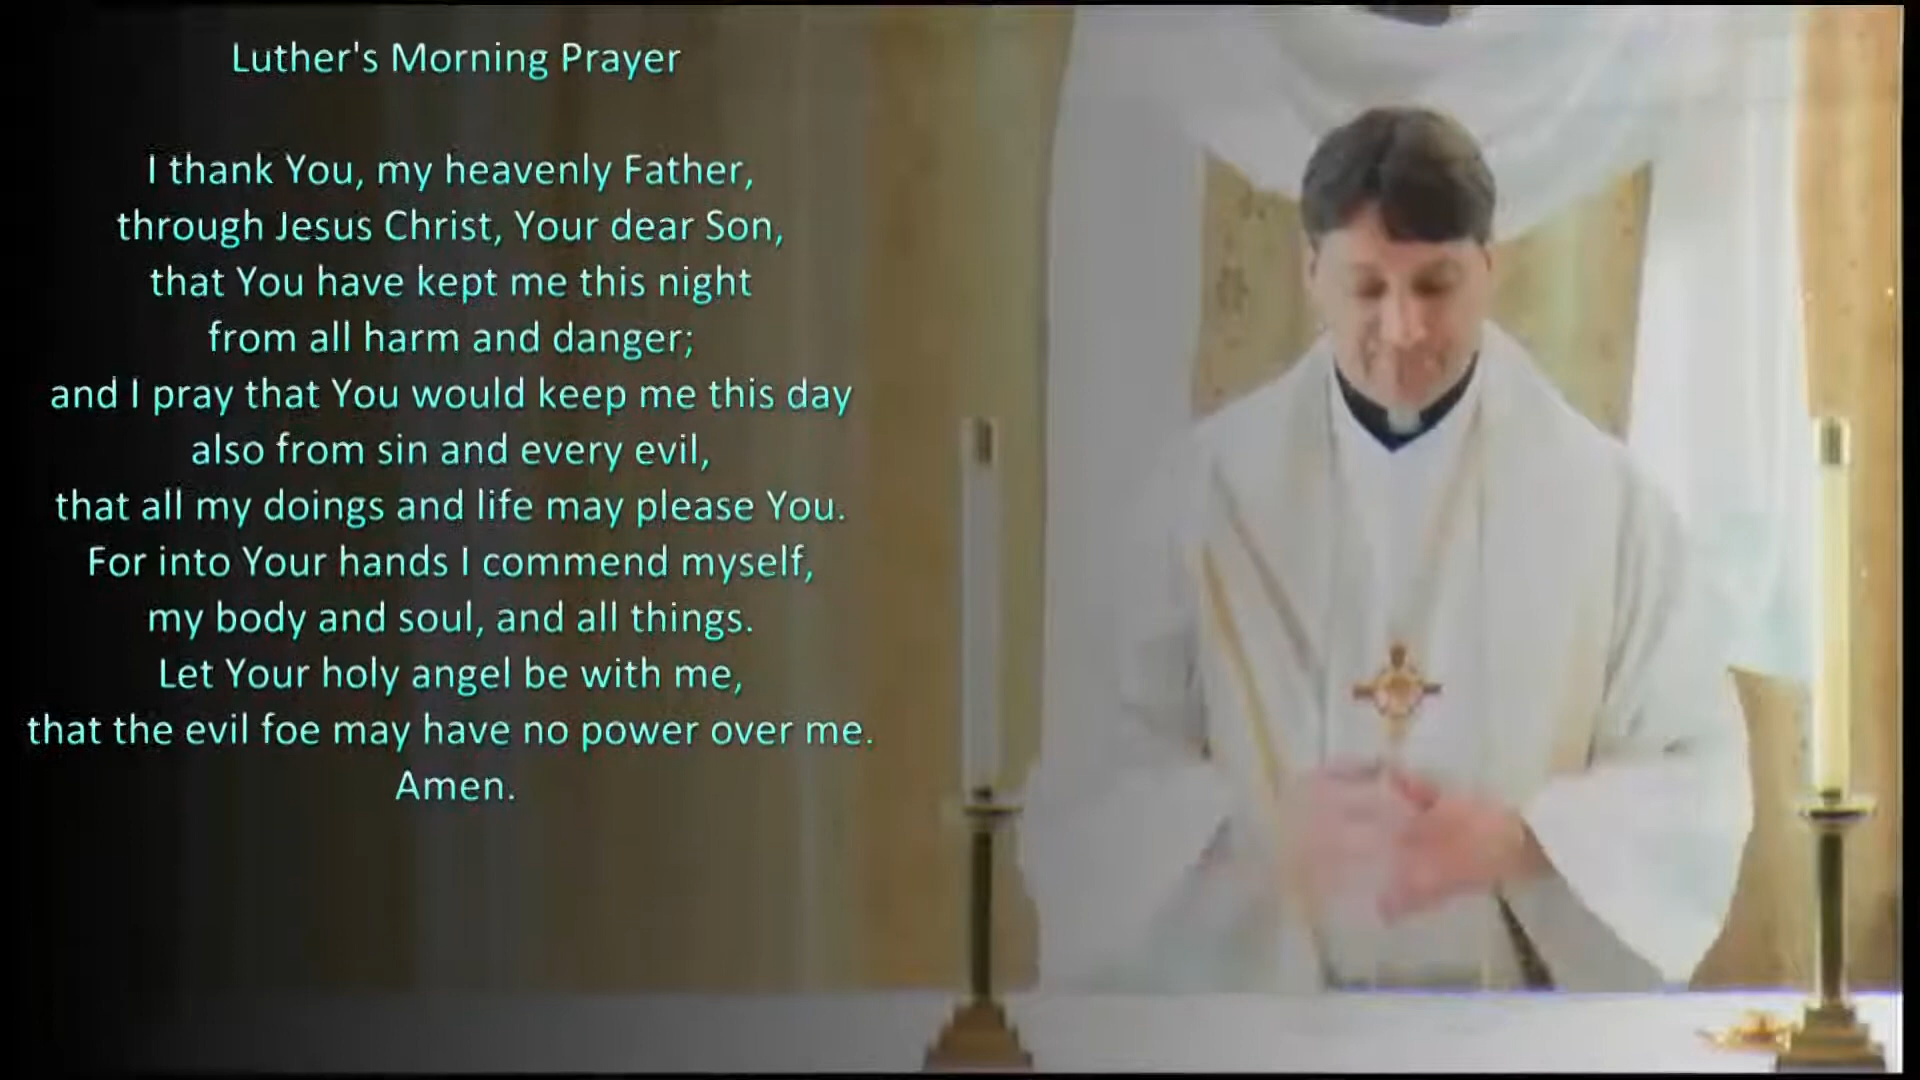 Luther's Morning Prayer
I thank You, my heavenly Father,
through Jesus Christ, Your dear Son,
that You have kept me this night
from all harm and danger;
and I pray that You would keep me this day
also from sin and every evil,
that all my doings and life may please You.
For into Your hands I commend myself,
my body and soul, and all things.
Let Your holy angel be with me,
that the evil foe may have no power over me.
Amen.